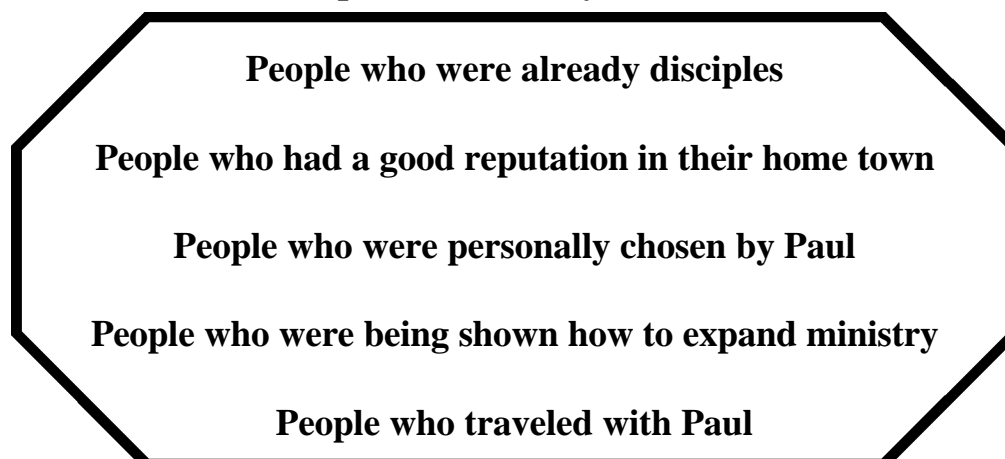 People who were already disciples
People who had a good reputation in their home town
People who were personally chosen by Paul
People who were being shown how to expand ministry
People who traveled with Paul